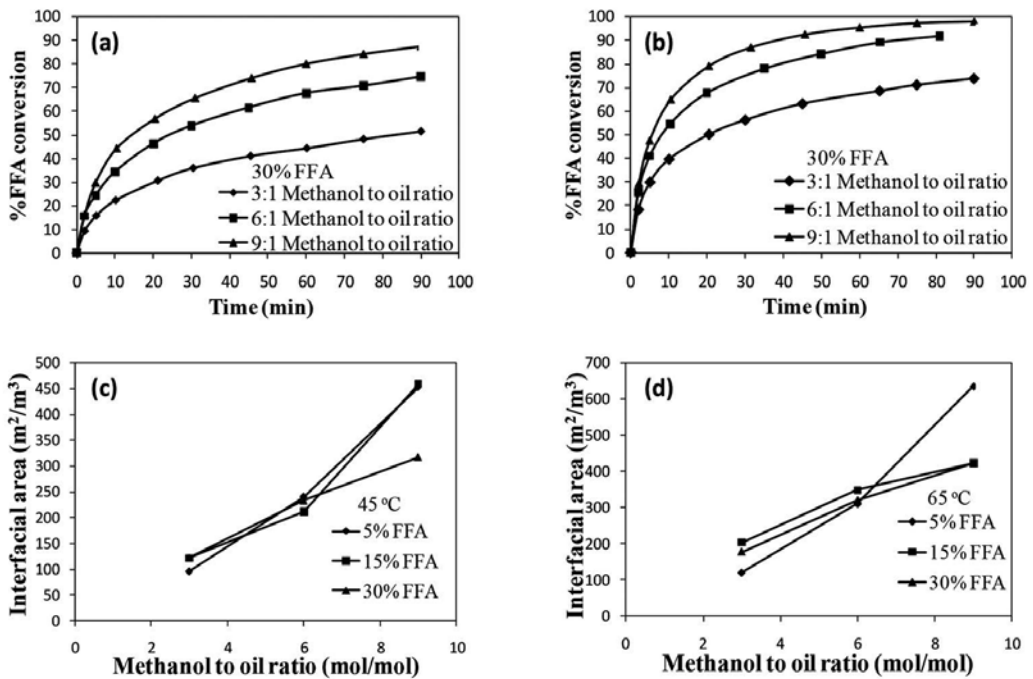 (a)
%FFA conversion
100
90
80
70
60
50
40
30
20
10
0
30% FFA
3:1 Methanol to oil ratio
6:1 Methanol to oil ratio
9:1 Methanol to oil ratio
0 10 20 30 40 50 60 70 80 90 100
Time (min)
(b)
%FFA conversion
100
90
80
70
60
50
40
30
20
10
0
30% FFA
3:1 Methanol to oil ratio
6:1 Methanol to oil ratio
9:1 Methanol to oil ratio
0 10 20 30 40 50 60 70 80 90 100
Time (min)
(c)
Interfacial area (m²/m³)
500
450
400
350
300
250
200
150
100
50
0
45 ºC
5% FFA
15% FFA
30% FFA
0 2 4 6 8 10
Methanol to oil ratio (mol/mol)
(d)
Interfacial area (m²/m³)
700
600
500
400
300
200
100
0
65 ºC
5% FFA
15% FFA
30% FFA
0 2 4 6 8 10
Methanol to oil ratio (mol/mol)